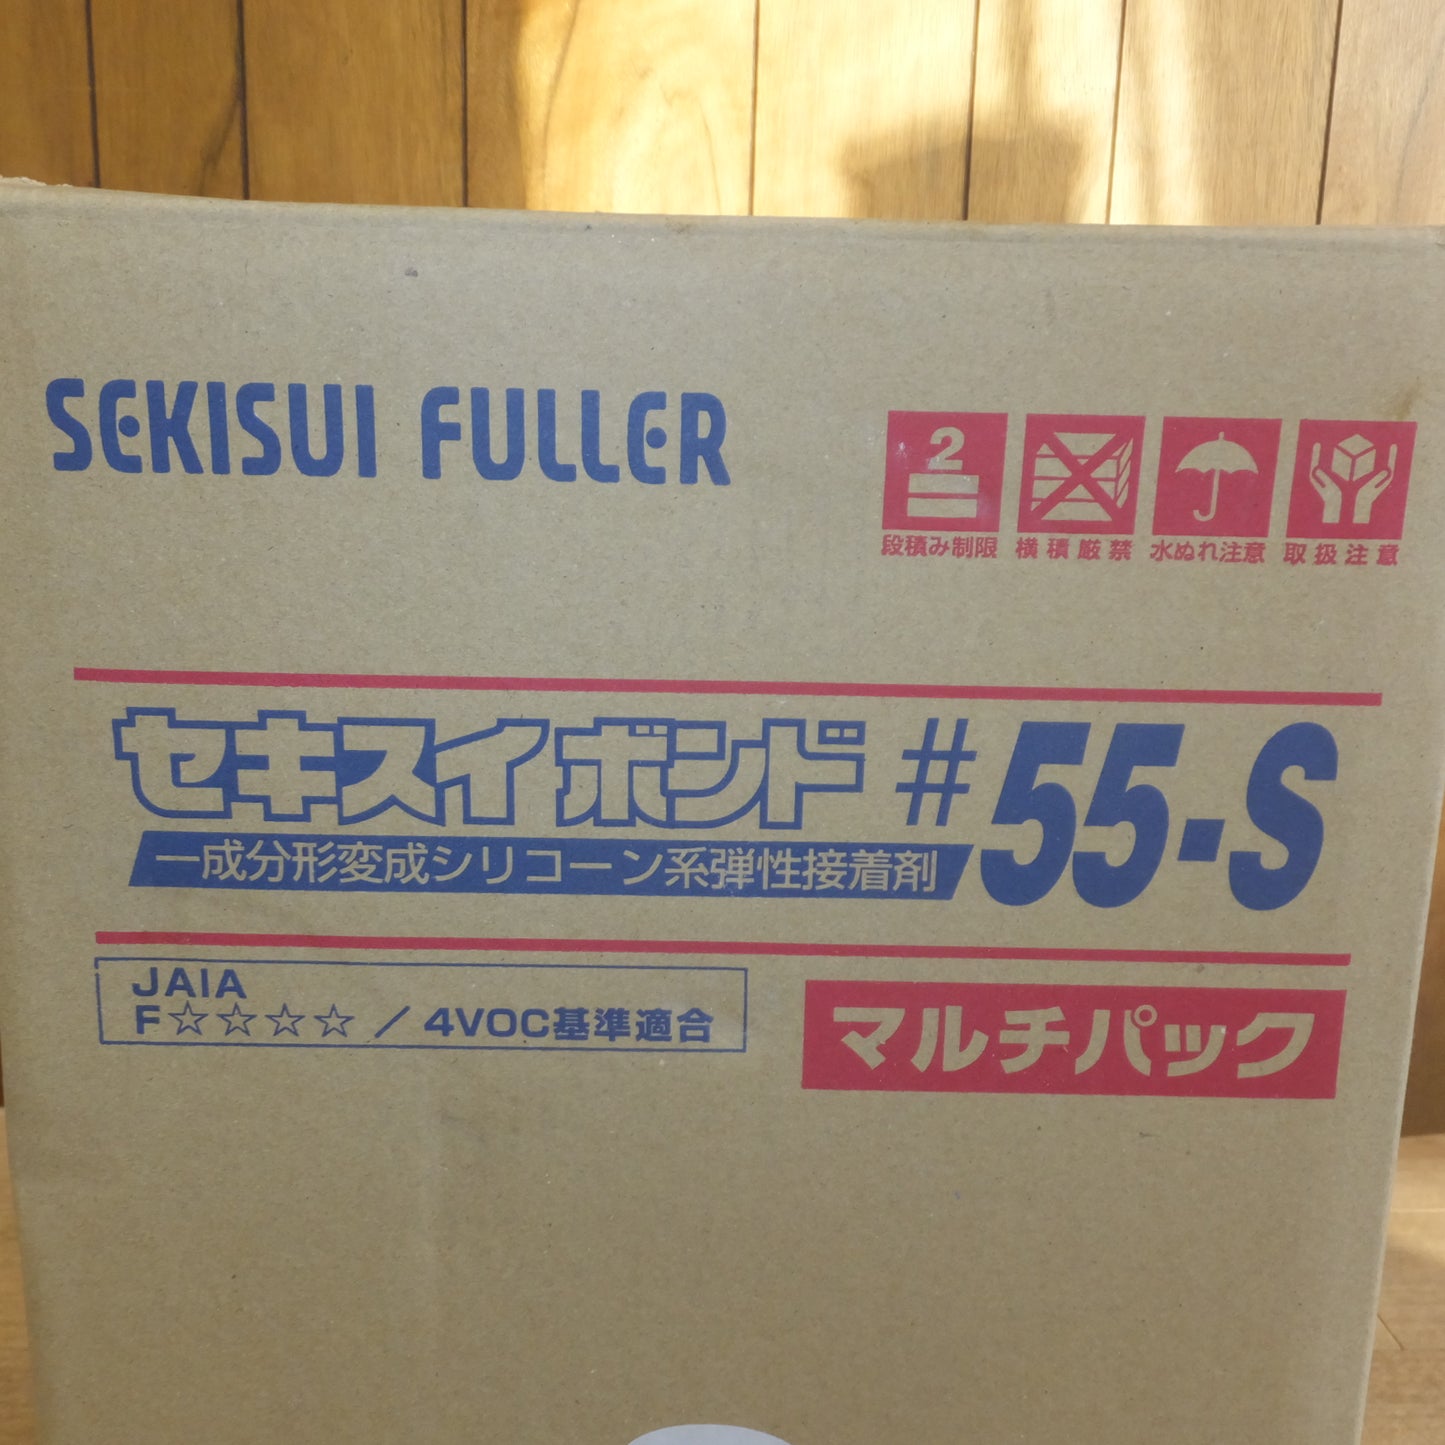 SEKISUI FULLER
2
段積み制限 横積厳禁 水ぬれ注意 取扱注意
セキスイボンド #55-S
一成分形変成シリコーン系弾性接着剤
JAIA
F☆☆☆☆ / 4VOC基準適合
マルチパック